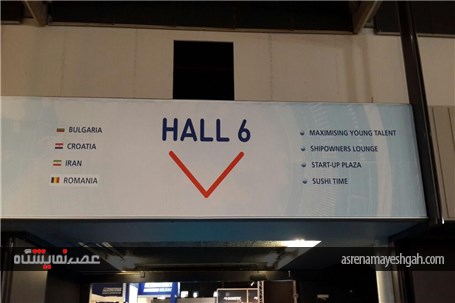 HALL 6
BULGARIA
CROATIA
IRAN
ROMANIA
MAXIMISING YOUNG TALENT
SHIPOWNERS LOUNGE
START-UP PLAZA
SUSHI TIME
عصرنمایشگاه
asrenamayeshgah.com